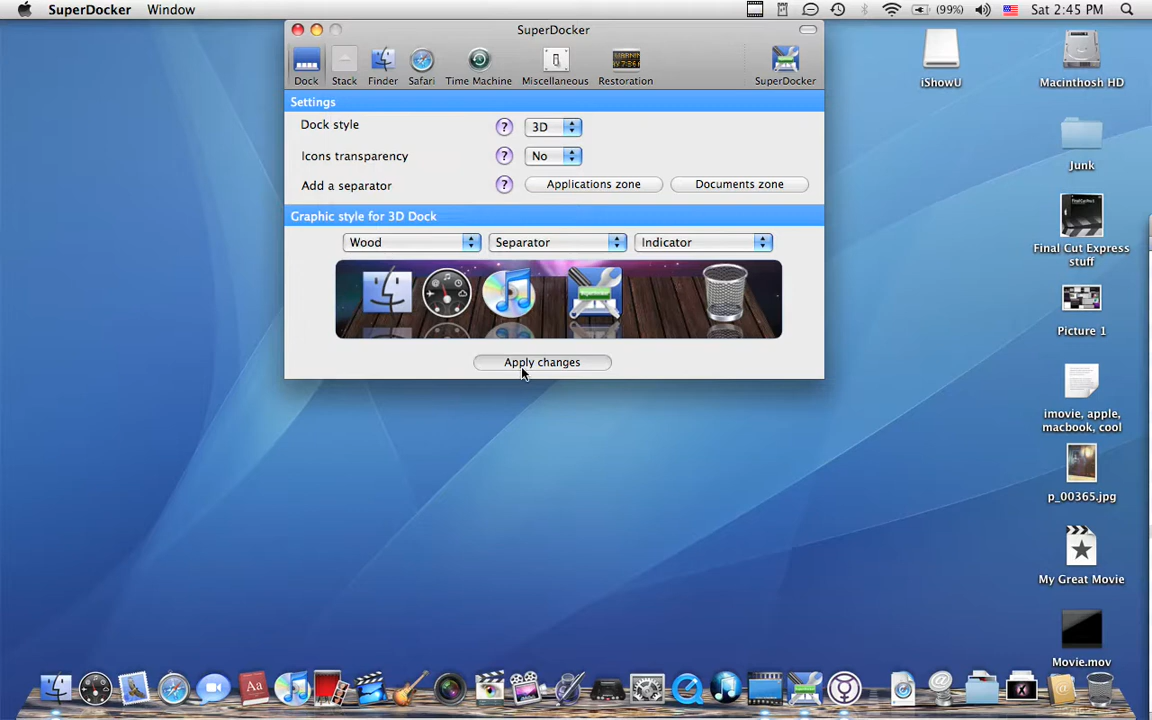 SuperDocker Window (99%) Sat 2:45 PM
SuperDocker
Dock Stack Finder Safari Time Machine Miscellaneous Restoration SuperDocker
Settings
Dock style ? 3D
Icons transparency ? No
Add a separator ? Applications zone Documents zone
Graphic style for 3D Dock
Wood Separator Indicator
Apply changes
iShowU
Macinthosh HD
Junk
Final Cut Express
stuff
Picture 1
imovie, apple,
macbook, cool
p_00365.jpg
My Great Movie
Movie.mov
Aa